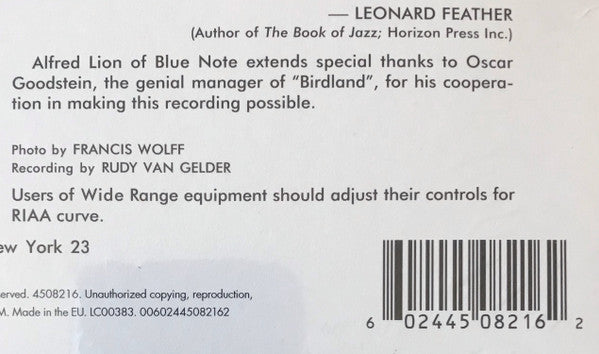 — LEONARD FEATHER
(Author of The Book of Jazz; Horizon Press Inc.)
Alfred Lion of Blue Note extends special thanks to Oscar
Goodstein, the genial manager of "Birdland", for his coopera-
tion in making this recording possible.
Photo by FRANCIS WOLFF
Recording by RUDY VAN GELDER
Users of Wide Range equipment should adjust their controls for
RIAA curve.
ew York 23
erved. 4508216. Unauthorized copying, reproduction,
M. Made in the EU. LC00383. 00602445082162
6 02445 08216 2